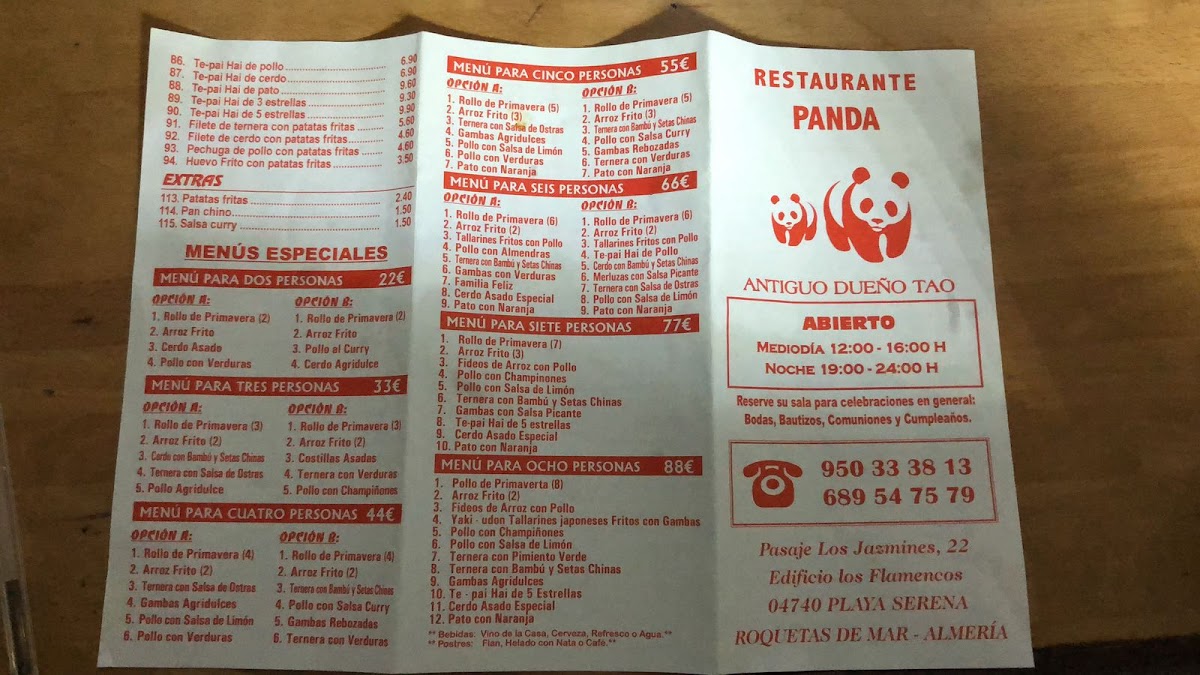 86. Te-pai Hai de pollo 6.90
87. Te-pai Hai de cerdo 6.90
88. Te-pai Hai de pato 9.60
89. Te-pai Hai de 3 estrellas 9.30
90. Te-pai Hai de 5 estrellas 9.90
91. Filete de ternera con patatas fritas 5.60
92. Filete de cerdo con patatas fritas 4.60
93. Pechuga de pollo con patatas fritas 4.60
94. Huevo Frito con patatas fritas 3.50
EXTRAS
113. Patatas fritas 2.40
114. Pan chino 1.50
115. Salsa curry 1.50
MENÚS ESPECIALES
MENÚ PARA DOS PERSONAS 22€
OPCIÓN A:
1. Rollo de Primavera (2)
2. Arroz Frito
3. Cerdo Asado
4. Pollo con Verduras
OPCIÓN B:
1. Rollo de Primavera (2)
2. Arroz Frito
3. Pollo al Curry
4. Cerdo Agridulce
MENÚ PARA TRES PERSONAS 33€
OPCIÓN A:
1. Rollo de Primavera (3)
2. Arroz Frito (2)
3. Cerdo con Bambú y Setas Chinas
4. Ternera con Salsa de Ostras
5. Pollo Agridulce
OPCIÓN B:
1. Rollo de Primavera (3)
2. Arroz Frito (2)
3. Costillas Asadas
4. Ternera con Verduras
5. Pollo con Champiñones
MENÚ PARA CUATRO PERSONAS 44€
OPCIÓN A:
1. Rollo de Primavera (4)
2. Arroz Frito (2)
3. Ternera con Salsa de Ostras
4. Gambas Agridulces
5. Pollo con Salsa de Limón
6. Pollo con Verduras
OPCIÓN B:
1. Rollo de Primavera (4)
2. Arroz Frito (2)
3. Ternera con Bambú y Setas Chinas
4. Pollo con Salsa Curry
5. Gambas Rebozadas
6. Ternera con Verduras
MENÚ PARA CINCO PERSONAS 55€
OPCIÓN A:
1. Rollo de Primavera (5)
2. Arroz Frito (3)
3. Ternera con Salsa de Ostras
4. Gambas Agridulces
5. Pollo con Salsa de Limón
6. Pollo con Verduras
7. Pato con Naranja
OPCIÓN B:
1. Rollo de Primavera (5)
2. Arroz Frito (3)
3. Ternera con Bambú y Setas Chinas
4. Pollo con Salsa Curry
5. Gambas Rebozadas
6. Ternera con Verduras
7. Pato con Naranja
MENÚ PARA SEIS PERSONAS 66€
OPCIÓN A:
1. Rollo de Primavera (6)
2. Arroz Frito (2)
3. Tallarines Fritos con Pollo
4. Pollo con Almendras
5. Ternera con Bambú y Setas Chinas
6. Gambas con Verduras
7. Familia Feliz
8. Cerdo Asado Especial
9. Pato con Naranja
OPCIÓN B:
1. Rollo de Primavera (6)
2. Arroz Frito (2)
3. Tallarines Fritos con Pollo
4. Te-pai Hai de Pollo
5. Cerdo con Bambú y Setas Chinas
6. Merluzas con Salsa Picante
7. Ternera con Salsa de Ostras
8. Pollo con Salsa de Limón
9. Pato con Naranja
MENÚ PARA SIETE PERSONAS 77€
1. Rollo de Primavera (7)
2. Arroz Frito (3)
3. Fideos de Arroz con Pollo
4. Pollo con Champinones
5. Pollo con Salsa de Limón
6. Ternera con Bambú y Setas Chinas
7. Gambas con Salsa Picante
8. Te-pai Hai de 5 estrellas
9. Cerdo Asado Especial
10. Pato con Naranja
MENÚ PARA OCHO PERSONAS 88€
1. Pollo de Primaverta (8)
2. Arroz Frito (2)
3. Fideos de Arroz con Pollo
4. Yaki - udon Tallarines japoneses Fritos con Gambas
5. Pollo con Champiñones
6. Pollo con Salsa de Limón
7. Ternera con Pimiento Verde
8. Ternera con Bambú y Setas Chinas
9. Gambas Agridulces
10. Te - pai Hai de 5 Estrellas
11. Cerdo Asado Especial
12. Pato con Naranja
** Bebidas: Vino de la Casa, Cerveza, Refresco o Agua.**
** Postres: Flan, Helado con Nata o Café.**
RESTAURANTE
PANDA
ANTIGUO DUEÑO TAO
ABIERTO
MEDIODÍA 12:00 - 16:00 H
NOCHE 19:00 - 24:00 H
Reserve su sala para celebraciones en general:
Bodas, Bautizos, Comuniones y Cumpleaños.
950 33 38 13
689 54 75 79
Pasaje Los Jazmines, 22
Edificio los Flamencos
04740 PLAYA SERENA
ROQUETAS DE MAR - ALMERÍA